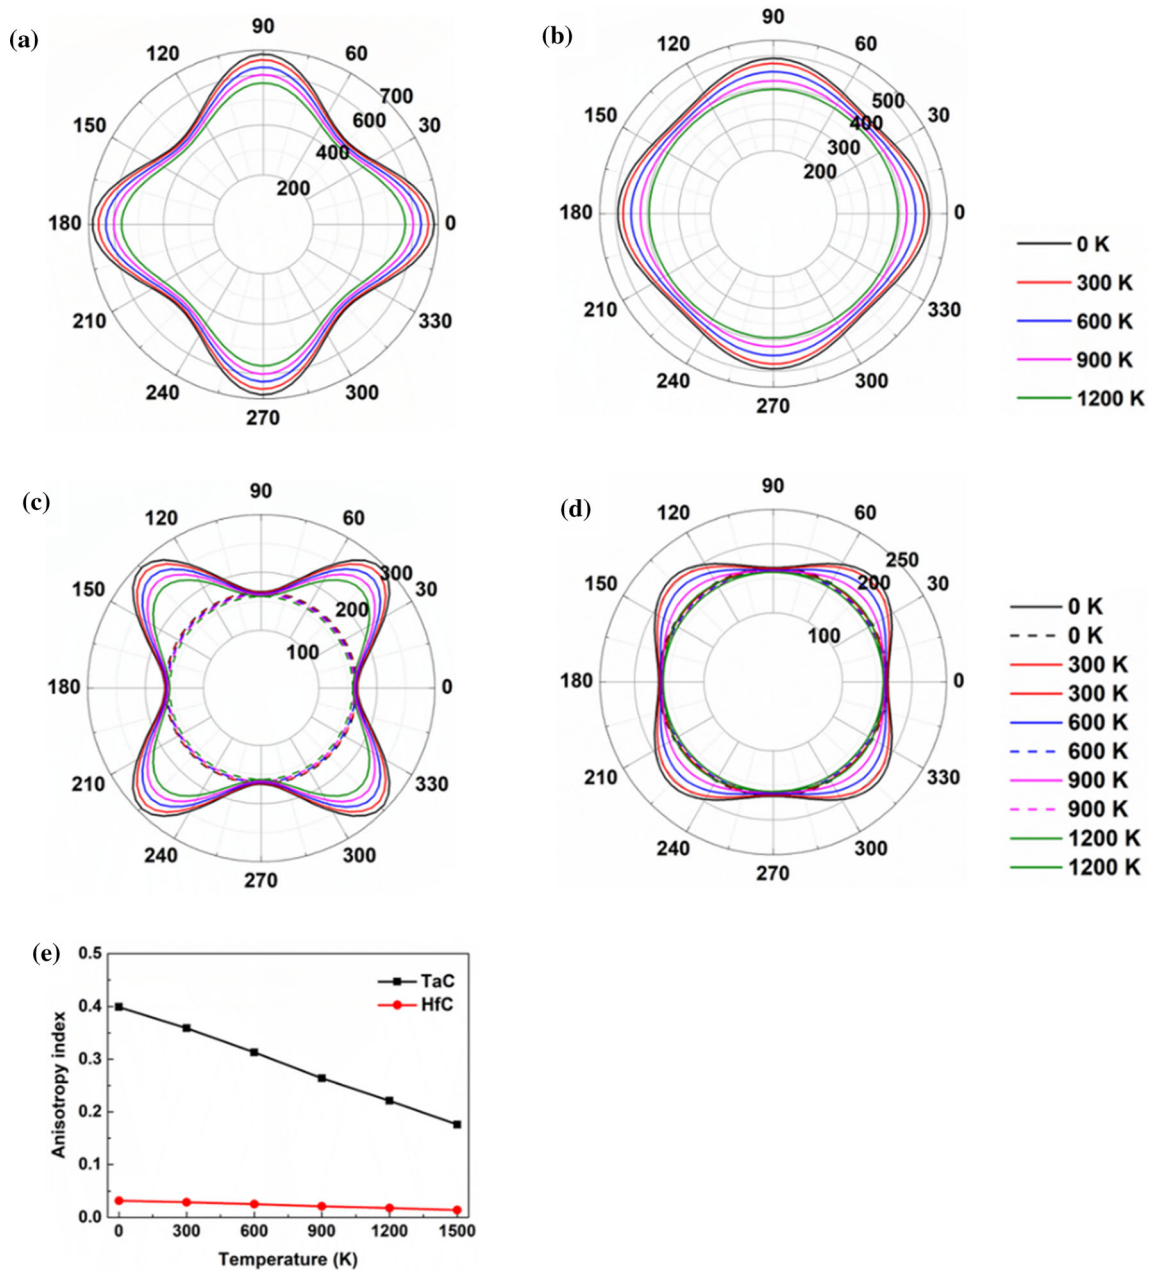 (a)
90
120
60
700
600
150
30
400
200
180
0
210
330
240
300
270
(b)
90
120
60
500
150
400
30
300
200
180
0
210
330
240
300
270
0 K
300 K
600 K
900 K
1200 K
(c)
90
120
60
300
150
30
200
100
180
0
210
330
240
300
270
(d)
90
120
60
250
150
200
30
100
180
0
210
330
240
300
270
0 K
0 K
300 K
300 K
600 K
600 K
900 K
900 K
1200 K
1200 K
(e)
0.5
0.4
0.3
0.2
0.1
0.0
Anisotropy index
TaC
HfC
0 300 600 900 1200 1500
Temperature (K)